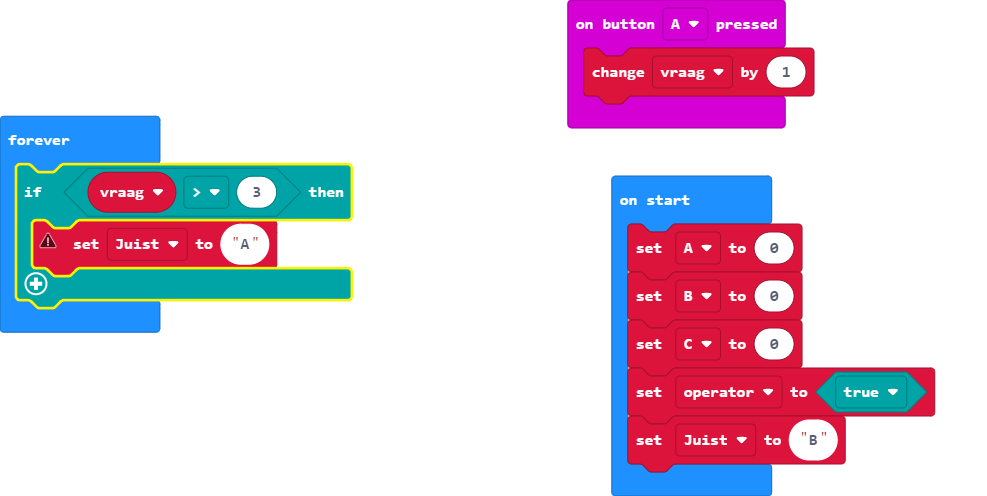 on button A pressed
change vraag by 1
forever
if vraag > 3 then
set Juist to "A"
on start
set A to 0
set B to 0
set C to 0
set operator to true
set Juist to "B"